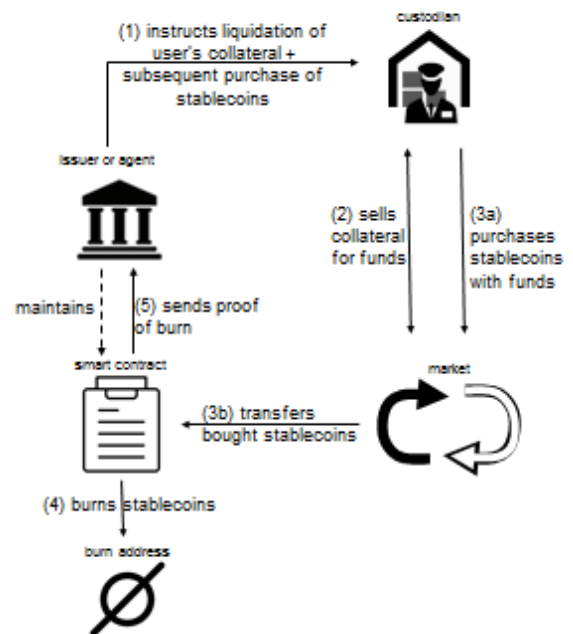 custodian
(1) instructs liquidation of
user's collateral +
subsequent purchase of
stablecoins
issuer or agent
(2) sells
collateral
for funds
(3a)
purchases
stablecoins
with funds
maintains
(5) sends proof
of burn
smart contract
market
(3b) transfers
bought stablecoins
(4) burns stablecoins
burn address